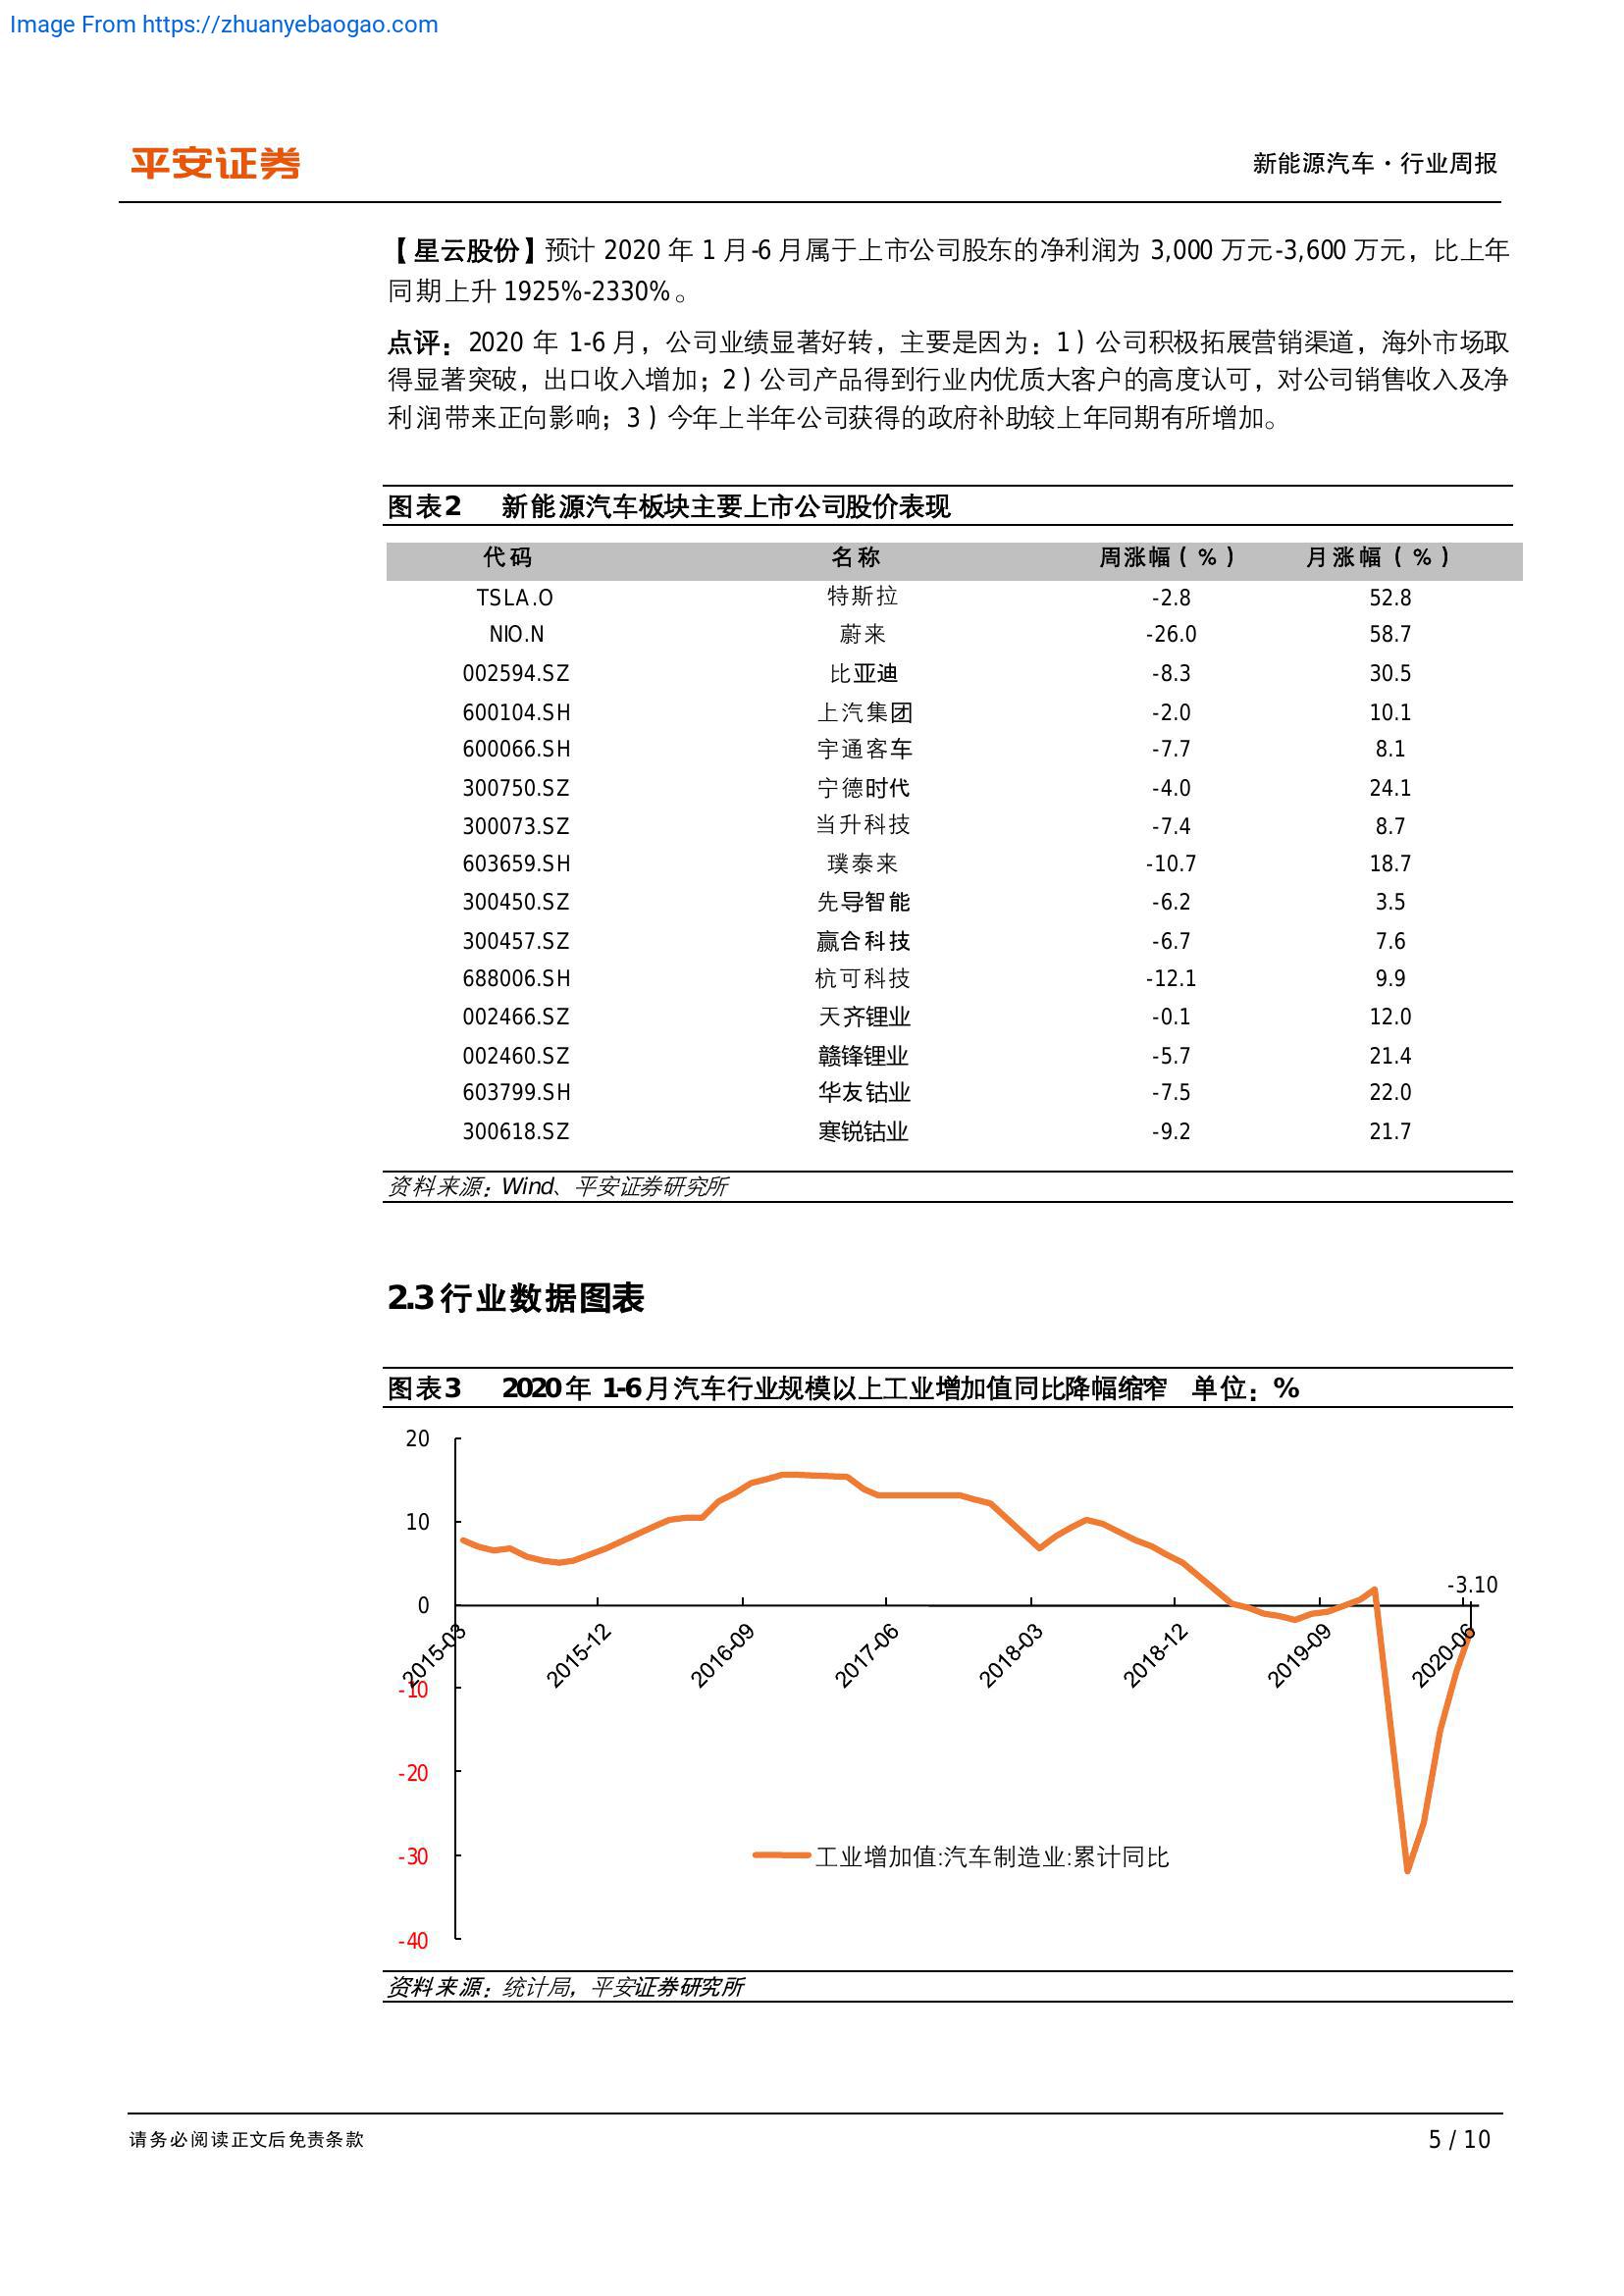 Image From https://zhuanyebaogao.com
平安证券
新能源汽车·行业周报
【星云股份】预计 2020 年 1 月-6 月属于上市公司股东的净利润为 3,000 万元-3,600 万元，比上年
同期上升 1925%-2330%。
点评：2020 年 1-6 月，公司业绩显著好转，主要是因为：1）公司积极拓展营销渠道，海外市场取
得显著突破，出口收入增加；2）公司产品得到行业内优质大客户的高度认可，对公司销售收入及净
利润带来正向影响；3）今年上半年公司获得的政府补助较上年同期有所增加。
图表2 新能源汽车板块主要上市公司股价表现
代码 名称 周涨幅（%） 月涨幅（%）
TSLA.O 特斯拉 -2.8 52.8
NIO.N 蔚来 -26.0 58.7
002594.SZ 比亚迪 -8.3 30.5
600104.SH 上汽集团 -2.0 10.1
600066.SH 宇通客车 -7.7 8.1
300750.SZ 宁德时代 -4.0 24.1
300073.SZ 当升科技 -7.4 8.7
603659.SH 璞泰来 -10.7 18.7
300450.SZ 先导智能 -6.2 3.5
300457.SZ 赢合科技 -6.7 7.6
688006.SH 杭可科技 -12.1 9.9
002466.SZ 天齐锂业 -0.1 12.0
002460.SZ 赣锋锂业 -5.7 21.4
603799.SH 华友钴业 -7.5 22.0
300618.SZ 寒锐钴业 -9.2 21.7
资料来源：Wind、平安证券研究所
2.3 行业数据图表
图表3 2020年 1-6月汽车行业规模以上工业增加值同比降幅缩窄 单位：%
20
10
0
-10
-20
-30
-40
-3.10
2015-03 2015-12 2016-09 2017-06 2018-03 2018-12 2019-09 2020-06
工业增加值:汽车制造业:累计同比
资料来源：统计局，平安证券研究所
请务必阅读正文后免责条款
5 / 10